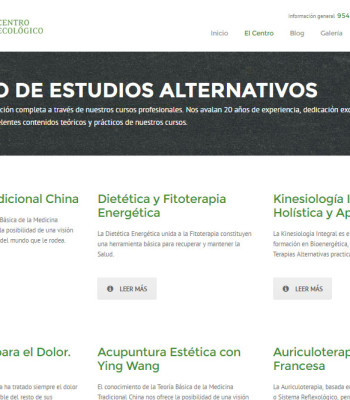 CENTRO
ECOLÓGICO
Información general 954
Inicio El Centro Blog Galería
O DE ESTUDIOS ALTERNATIVOS
ción completa a través de nuestros cursos profesionales. Nos avalan 20 años de experiencia, dedicación exc
elentes contenidos teóricos y prácticos de nuestros cursos.
dicional China
Básica de la Medicina
la posibilidad de una visión
del mundo que le rodea.
Dietética y Fitoterapia
Energética
La Dietética Energética unida a la Fitoterapia constituyen
una herramienta básica para recuperar y mantener la
Salud.
LEER MÁS
Kinesiología I
Holística y Ap
La Kinesiología Integral es e
formación en Bioenergética,
Terapias Alternativas practic
para el Dolor.
a ha tratado siempre el dolor
ble del resto de sus
Acupuntura Estética con
Ying Wang
El conocimiento de la Teoría Básica de la Medicina
Tradicional China nos ofrece la posibilidad de una visión
Auriculoterap
Francesa
La Auriculoterapia, basada en
o Sistema Reflexológico, per